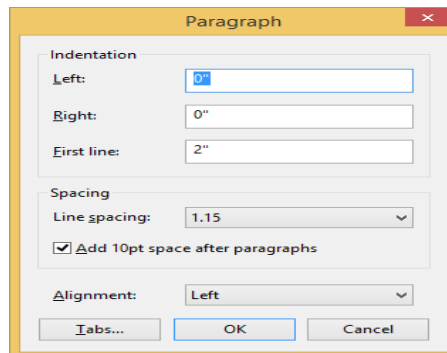 Paragraph
Indentation
Left: 0"
Right: 0"
First line: 2"
Spacing
Line spacing: 1.15
Add 10pt space after paragraphs
Alignment: Left
Tabs... OK Cancel